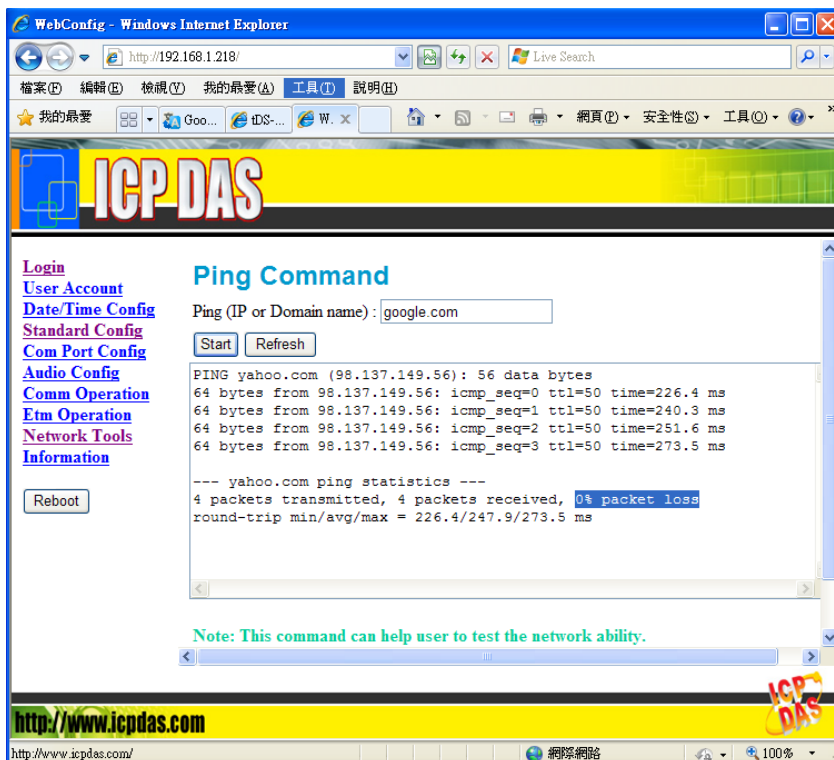 WebConfig - Windows Internet Explorer
http://192.168.1.218/
Live Search
檔案(F) 編輯(E) 檢視(V) 我的最愛(A) 工具(T) 說明(H)
我的最愛 Goo... tDS-... W. 網頁(P) 安全性(S) 工具(O) »
ICP DAS
Login
User Account
Date/Time Config
Standard Config
Com Port Config
Audio Config
Comm Operation
Etm Operation
Network Tools
Information
Reboot
Ping Command
Ping (IP or Domain name) : google.com
Start Refresh
PING yahoo.com (98.137.149.56): 56 data bytes
64 bytes from 98.137.149.56: icmp_seq=0 ttl=50 time=226.4 ms
64 bytes from 98.137.149.56: icmp_seq=1 ttl=50 time=240.3 ms
64 bytes from 98.137.149.56: icmp_seq=2 ttl=50 time=251.6 ms
64 bytes from 98.137.149.56: icmp_seq=3 ttl=50 time=273.5 ms
--- yahoo.com ping statistics ---
4 packets transmitted, 4 packets received, 0% packet loss
round-trip min/avg/max = 226.4/247.9/273.5 ms
Note: This command can help user to test the network ability.
http://www.icpdas.com
ICP DAS
http://www.icpdas.com/ 網際網路 100%